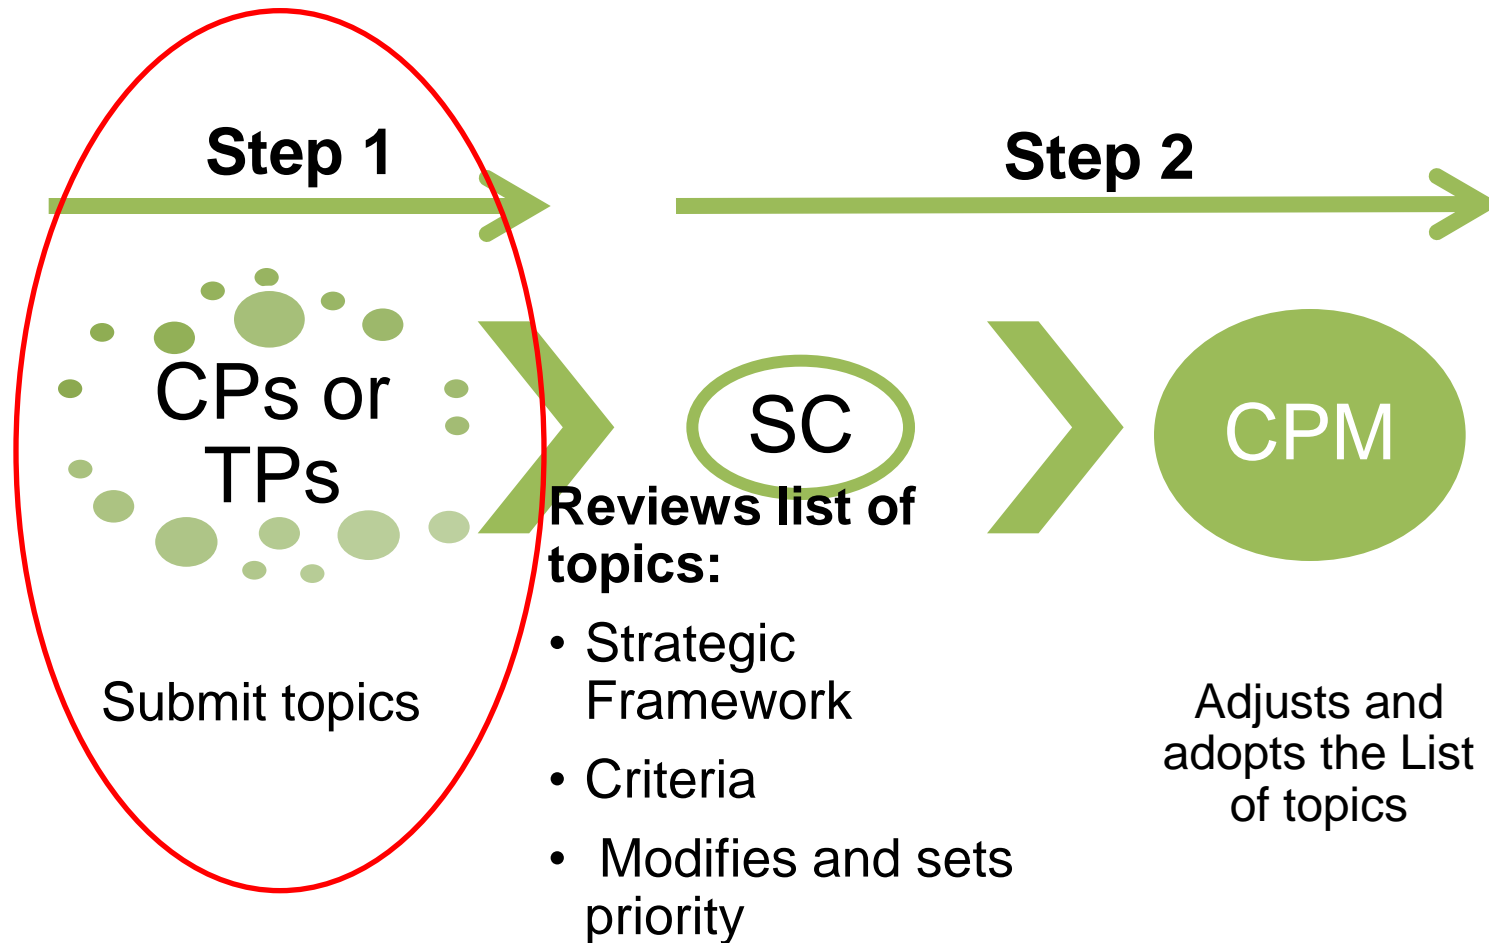 Step 1
Step 2
CPs or
TPs
SC
CPM
Submit topics
Reviews list of
topics:
• Strategic
Framework
• Criteria
• Modifies and sets
priority
Adjusts and
adopts the List
of topics